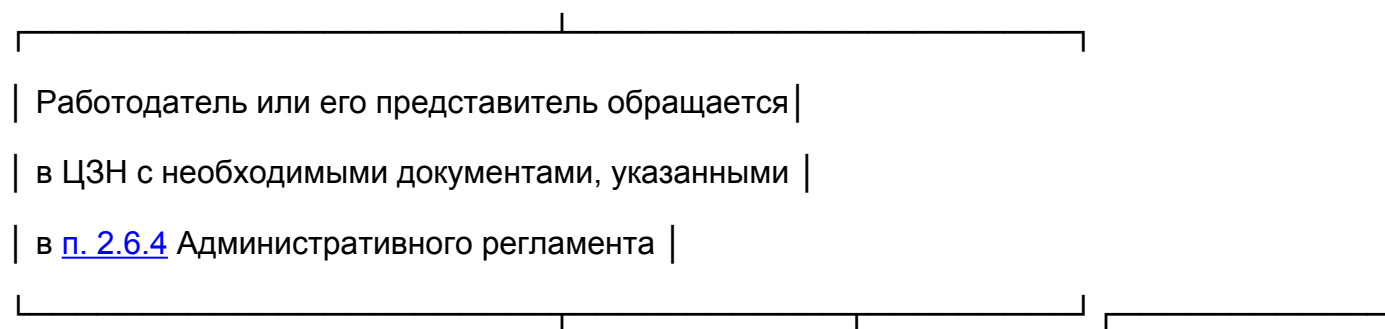 │ Работодатель или его представитель обращается│
│ в ЦЗН с необходимыми документами, указанными │
│ в п. 2.6.4 Административного регламента │